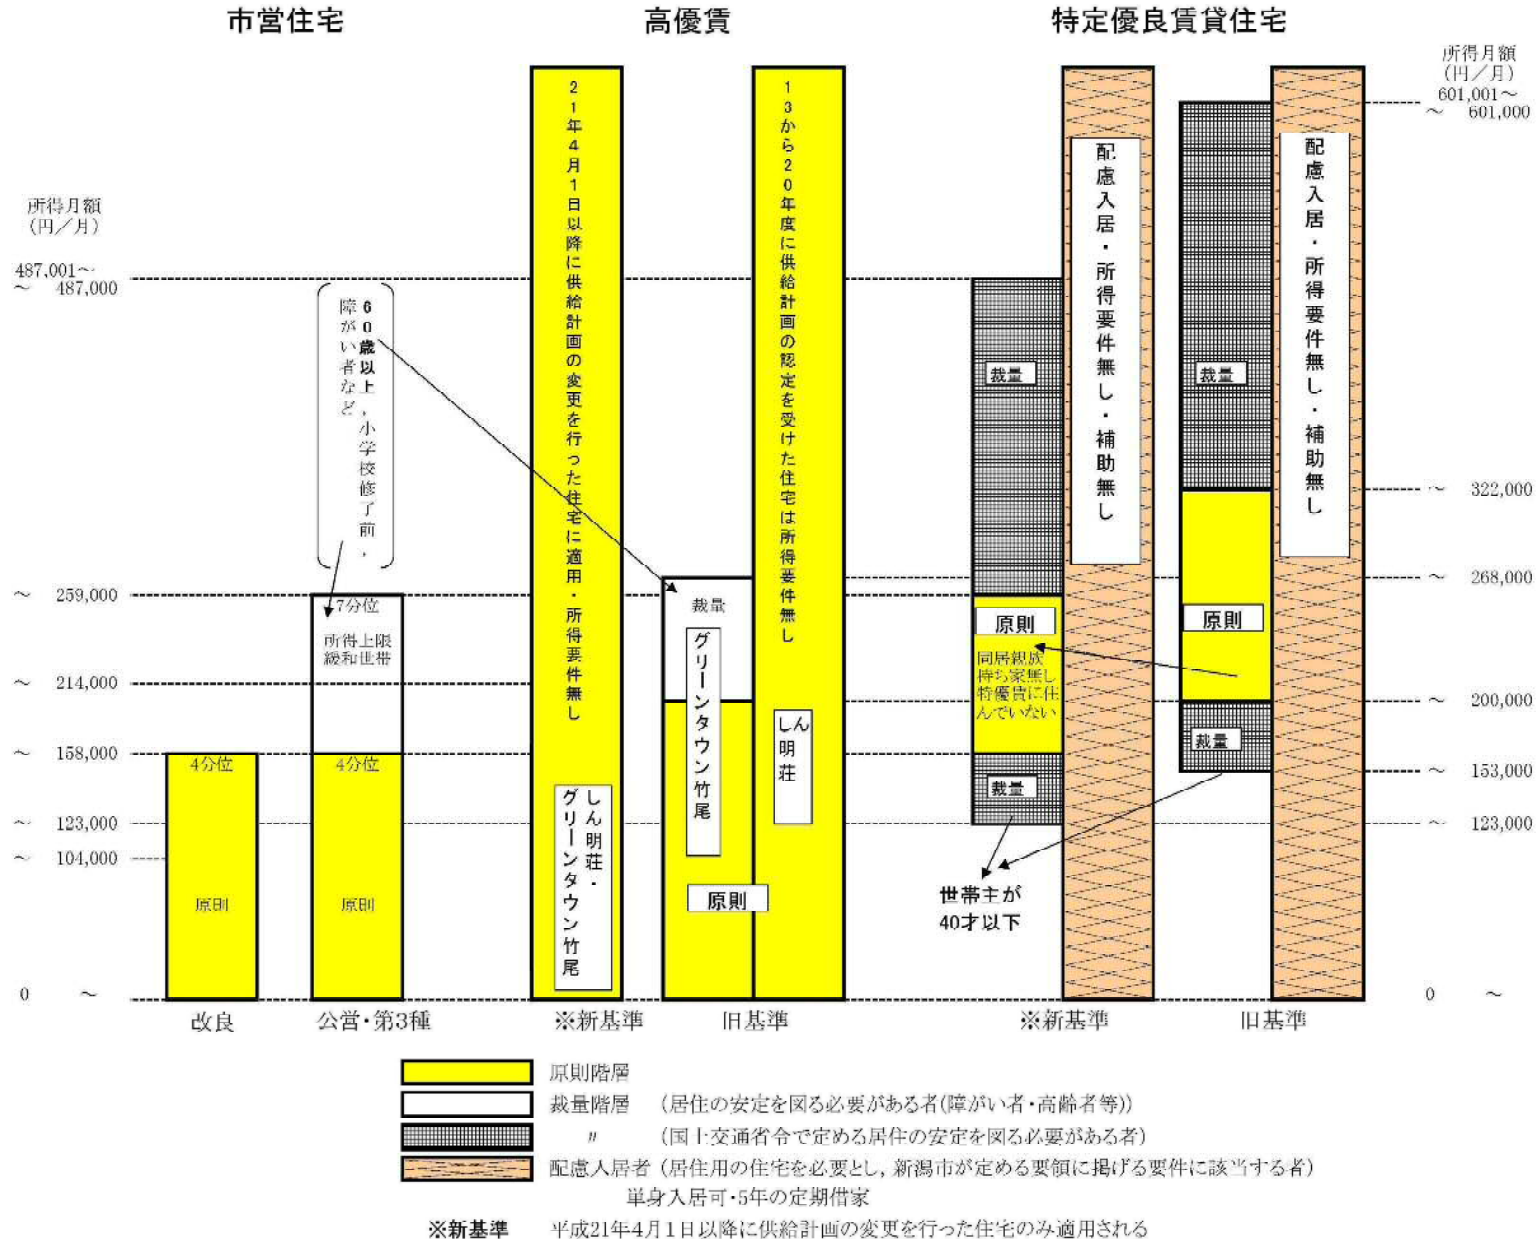 市営住宅
高優賃
特定優良賃貸住宅
所得月額
(円/月)
487,001～
～ 487,000
～ 259,000
～ 214,000
～ 158,000
～ 123,000
～ 104,000
0 ～
60歳以上,小学校修了前,
障がい者など
4分位
原則
改良
7分位
所得上限
緩和世帯
4分位
原則
公営・第3種
21年4月1日以降に供給計画の変更を行った住宅に適用・所得要件無し
しん明荘・
グリーンタウン竹尾
※新基準
裁量
グリーンタウン竹尾
原則
13から20年度に供給計画の認定を受けた住宅は所得要件無し
しん
明
荘
旧基準
裁量
原則
同居親族
持ち家無し
特優賃に住
んでいない
裁量
世帯主が
40才以下
配慮入居・所得要件無し・補助無し
※新基準
裁量
原則
裁量
配慮入居・所得要件無し・補助無し
旧基準
所得月額
(円/月)
601,001～
～ 601,000
～ 322,000
～ 268,000
～ 200,000
～ 153,000
～ 123,000
0 ～
原則階層
裁量階層 (居住の安定を図る必要がある者(障がい者・高齢者等))
〃 (国土交通省令で定める居住の安定を図る必要がある者)
配慮入居者 (居住用の住宅を必要とし,新潟市が定める要領に掲げる要件に該当する者)
単身入居可・5年の定期借家
※新基準 平成21年4月1日以降に供給計画の変更を行った住宅のみ適用される